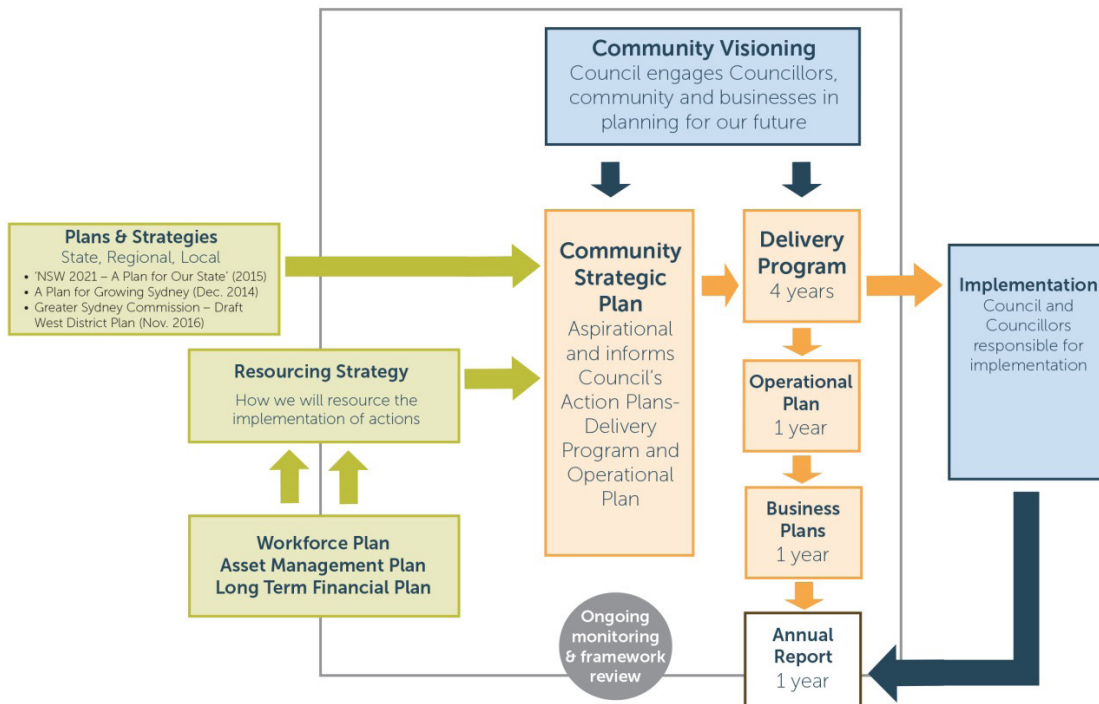 Community Visioning
Council engages Councillors,
community and businesses in
planning for our future
Plans & Strategies
State, Regional, Local
• 'NSW 2021 – A Plan for Our State' (2015)
• A Plan for Growing Sydney (Dec. 2014)
• Greater Sydney Commission – Draft
West District Plan (Nov. 2016)
Resourcing Strategy
How we will resource the
implementation of actions
Workforce Plan
Asset Management Plan
Long Term Financial Plan
Community
Strategic
Plan
Aspirational
and informs
Council's
Action Plans-
Delivery
Program and
Operational
Plan
Delivery
Program
4 years
Operational
Plan
1 year
Business
Plans
1 year
Annual
Report
1 year
Implementation
Council and
Councillors
responsible for
implementation
Ongoing
monitoring
& framework
review